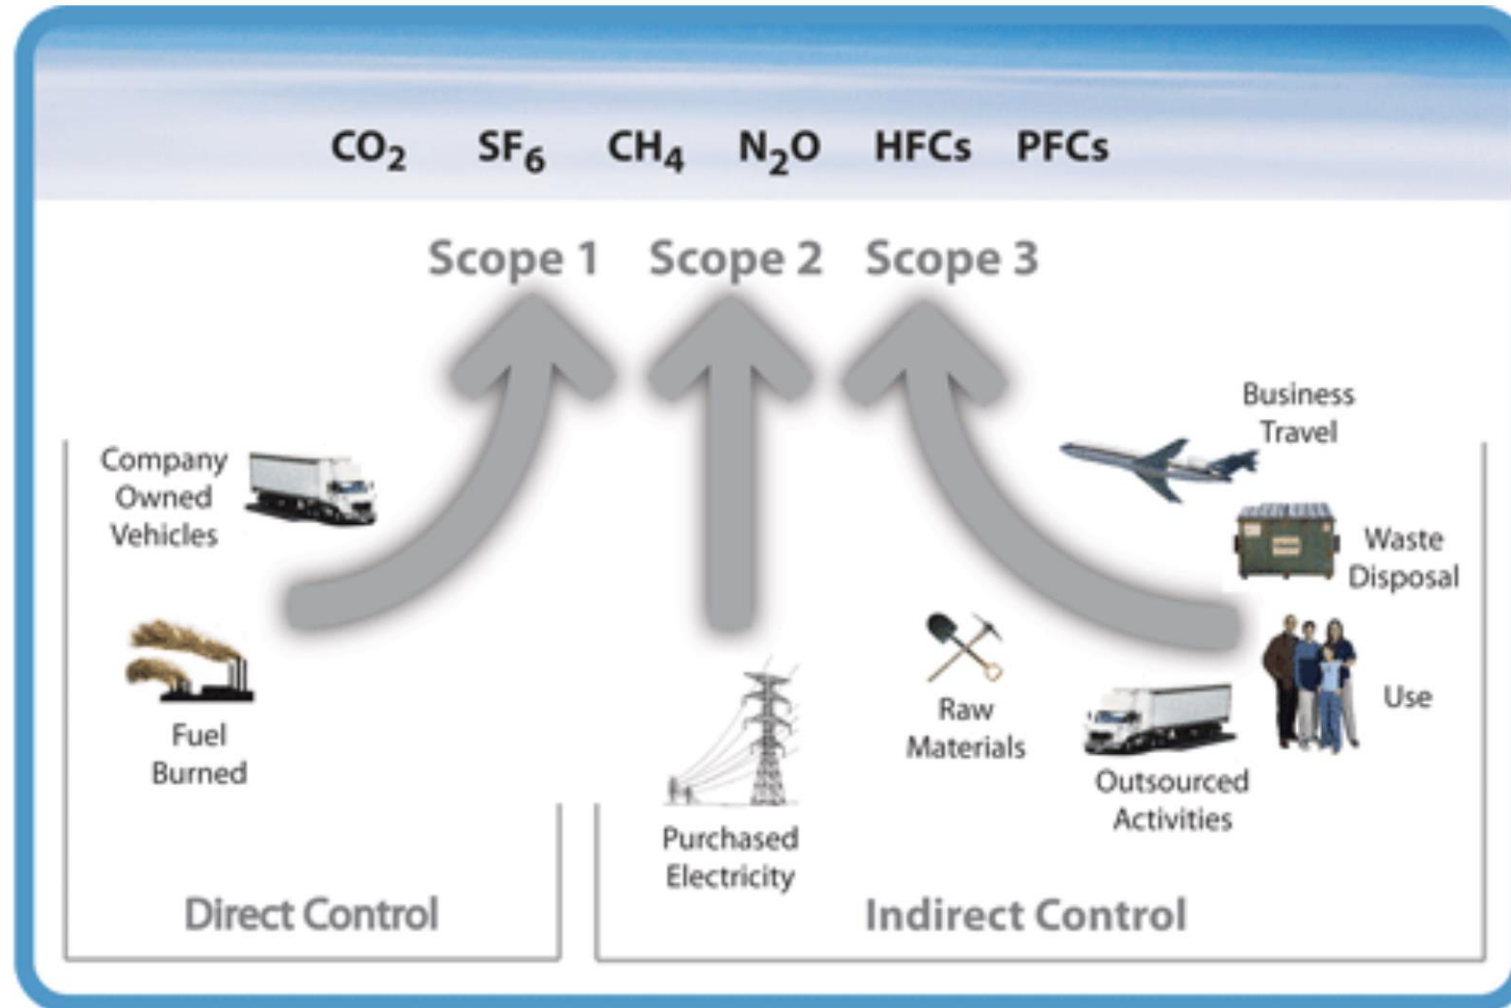 CO₂ SF₆ CH₄ N₂O HFCs PFCs
Scope 1 Scope 2 Scope 3
Company
Owned
Vehicles
Fuel
Burned
Direct Control
Purchased
Electricity
Raw
Materials
Outsourced
Activities
Business
Travel
Waste
Disposal
Use
Indirect Control